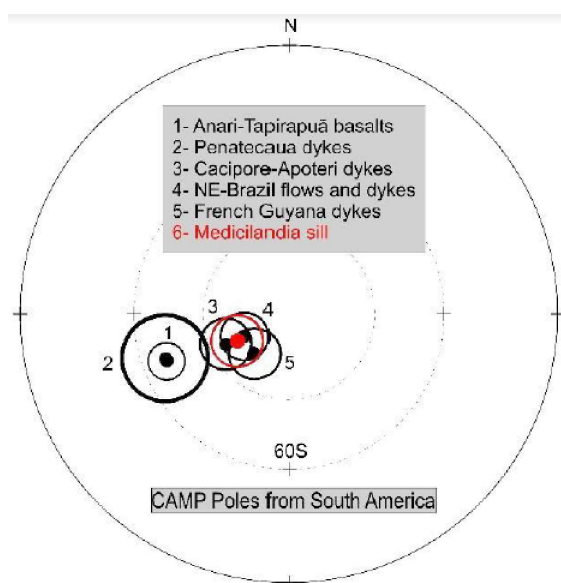 N
1- Anari-Tapirapuã basalts
2- Penatecaua dykes
3- Cacipore-Apoteri dykes
4- NE-Brazil flows and dykes
5- French Guyana dykes
6- Medicilandia sill
3
4
1
2
5
60S
CAMP Poles from South America